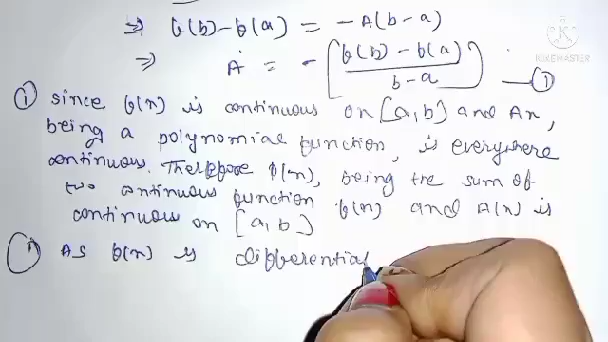 ⇒ f(b) - f(a) = - A(b - a)
⇒ A = - [ f(b) - f(a) / b - a ] — ①
① since f(x) is continuous on [a, b] and Ax,
being a polynomial function, is everywhere
continuous. Therefore φ(x), being the sum of
two continuous function f(x) and A(x) is
continuous on [a, b]
As f(x) is differential
KINEMASTER